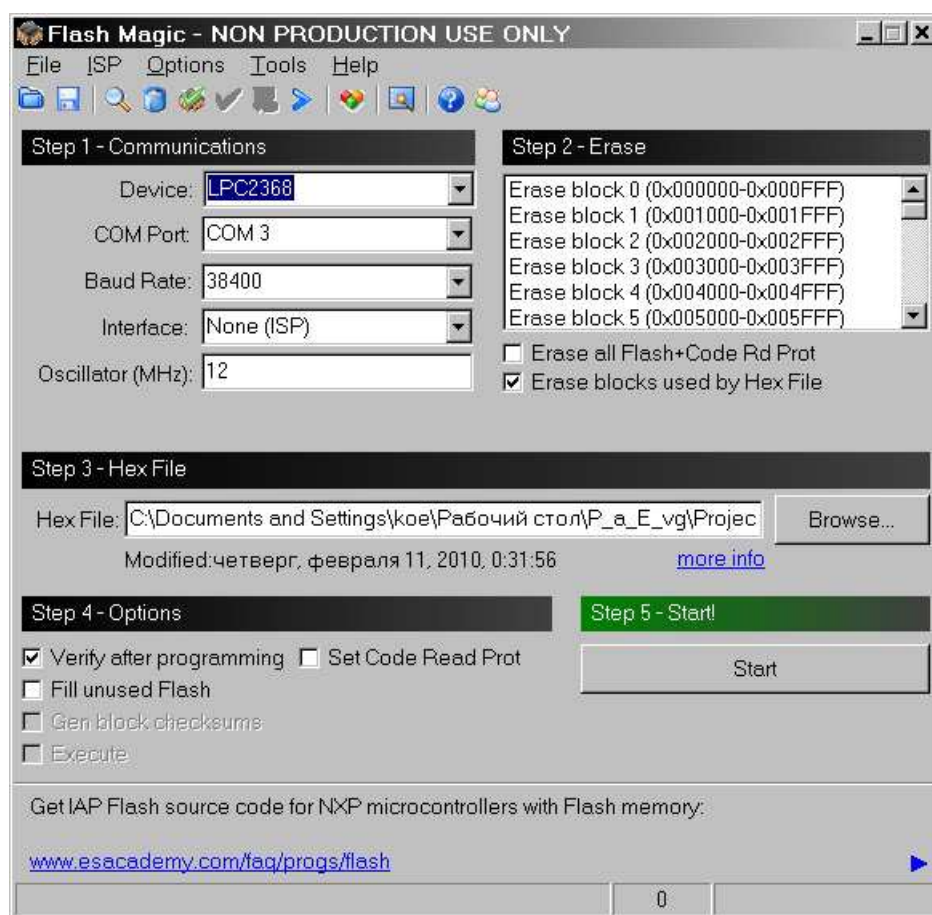 Flash Magic - NON PRODUCTION USE ONLY
File ISP Options Tools Help
Step 1 - Communications
Device: LPC2368
COM Port: COM 3
Baud Rate: 38400
Interface: None (ISP)
Oscillator (MHz): 12
Step 2 - Erase
Erase block 0 (0x000000-0x000FFF)
Erase block 1 (0x001000-0x001FFF)
Erase block 2 (0x002000-0x002FFF)
Erase block 3 (0x003000-0x003FFF)
Erase block 4 (0x004000-0x004FFF)
Erase block 5 (0x005000-0x005FFF)
Erase all Flash+Code Rd Prot
Erase blocks used by Hex File
Step 3 - Hex File
Hex File: C:\Documents and Settings\koe\Рабочий стол\P_a_E_vg\Projec Browse...
Modified:четверг, февраля 11, 2010, 0:31:56 more info
Step 4 - Options
Verify after programming Set Code Read Prot
Fill unused Flash
Gen block checksums
Execute
Step 5 - Start!
Start
Get IAP Flash source code for NXP microcontrollers with Flash memory:
www.esacademy.com/faq/progs/flash
0